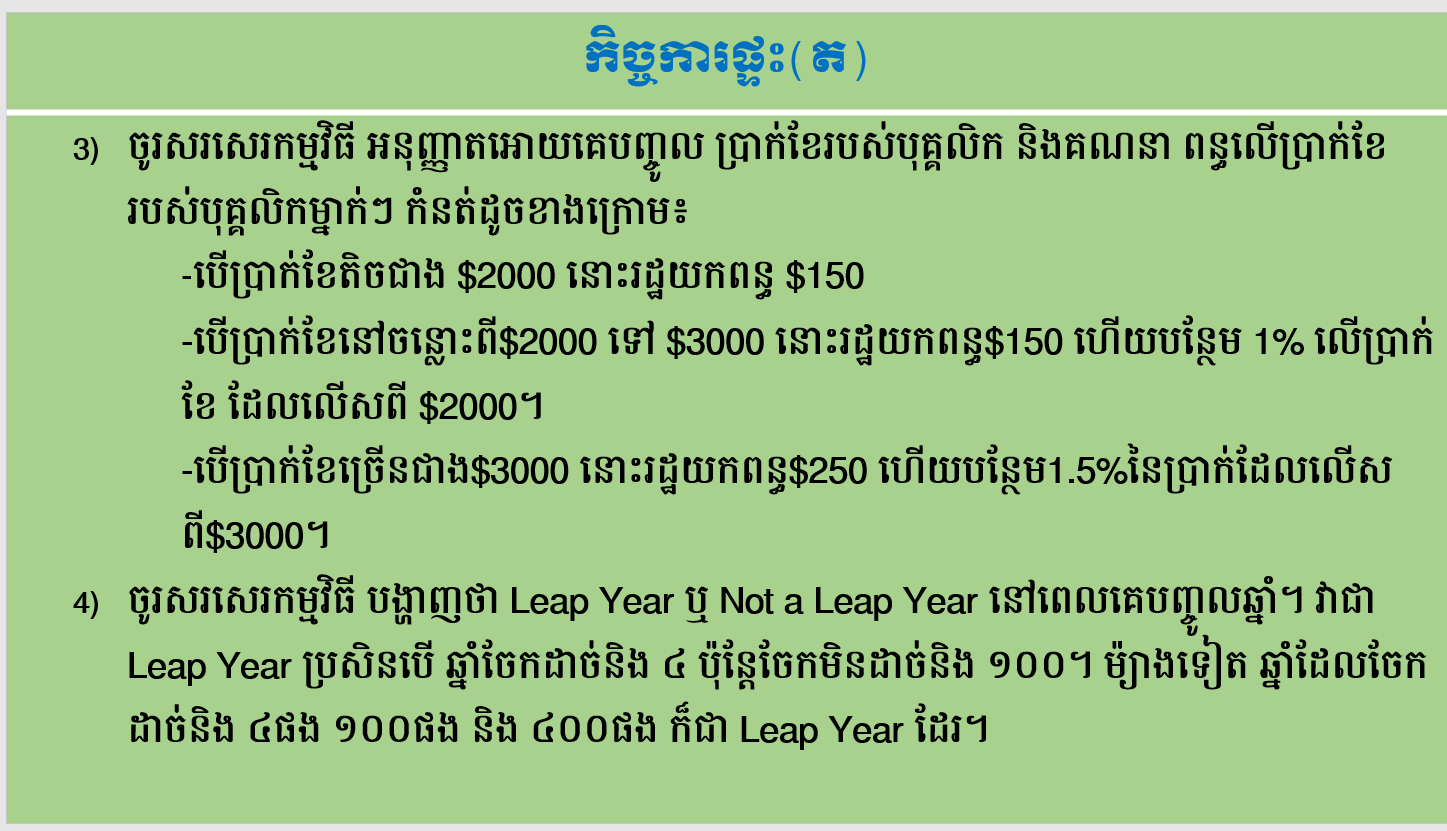 កិច្ចការផ្ទះ(ត)
3) ចូរសរសេរកម្មវិធី អនុញ្ញាតអោយគេបញ្ចូល ប្រាក់ខែរបស់បុគ្គលិក និងគណនា ពន្ធលើប្រាក់ខែ
របស់បុគ្គលិកម្នាក់ៗ កំនត់ដូចខាងក្រោម៖
-បើប្រាក់ខែតិចជាង $2000 នោះរដ្ឋយកពន្ធ $150
-បើប្រាក់ខែនៅចន្លោះពី$2000 ទៅ $3000 នោះរដ្ឋយកពន្ធ$150 ហើយបន្ថែម 1% លើប្រាក់
ខែ ដែលលើសពី $2000។
-បើប្រាក់ខែច្រើនជាង$3000 នោះរដ្ឋយកពន្ធ$250 ហើយបន្ថែម1.5%នៃប្រាក់ដែលលើស
ពី$3000។
4) ចូរសរសេរកម្មវិធី បង្ហាញថា Leap Year ឬ Not a Leap Year នៅពេលគេបញ្ចូលឆ្នាំ។ វាជា
Leap Year ប្រសិនបើ ឆ្នាំចែកដាច់និង ៤ ប៉ុន្តែចែកមិនដាច់និង ១០០។ ម៉្យាងទៀត ឆ្នាំដែលចែក
ដាច់និង ៤ផង ១០០ផង និង ៤០០ផង ក៏ជា Leap Year ដែរ។